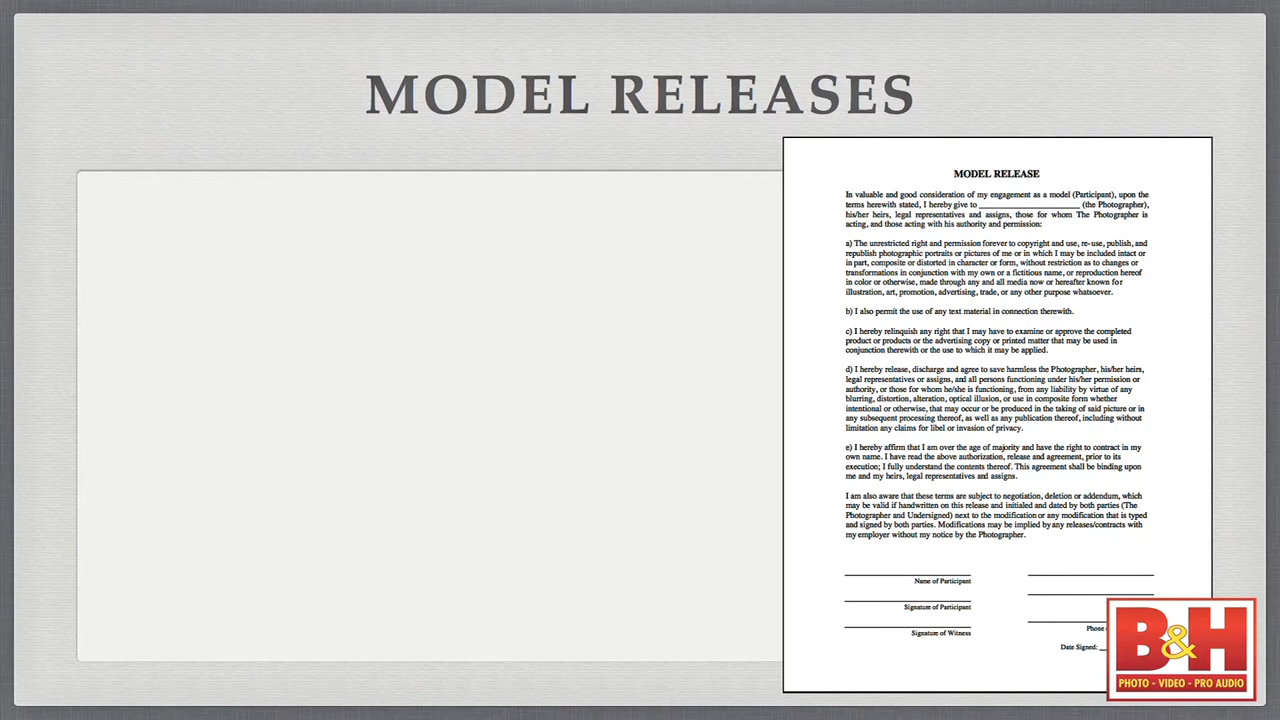 MODEL RELEASES
MODEL RELEASE
In valuable and good consideration of my engagement as a model (Participant), upon the
terms herewith stated, I hereby give to ______________________ (the Photographer),
his/her heirs, legal representatives and assigns, those for whom The Photographer is
acting, and those acting with his authority and permission:
a) The unrestricted right and permission forever to copyright and use, re-use, publish, and
republish photographic portraits or pictures of me or in which I may be included intact or
in part, composite or distorted in character or form, without restriction as to changes or
transformations in conjunction with my own or a fictitious name, or reproduction hereof
in color or otherwise, made through any and all media now or hereafter known for
illustration, art, promotion, advertising, trade, or any other purpose whatsoever.
b) I also permit the use of any text material in connection therewith.
c) I hereby relinquish any right that I may have to examine or approve the completed
product or products or the advertising copy or printed matter that may be used in
conjunction therewith or the use to which it may be applied.
d) I hereby release, discharge and agree to save harmless the Photographer, his/her heirs,
legal representatives or assigns, and all persons functioning under his/her permission or
authority, or those for whom he/she is functioning, from any liability by virtue of any
blurring, distortion, alteration, optical illusion, or use in composite form whether
intentional or otherwise, that may occur or be produced in the taking of said picture or in
any subsequent processing thereof, as well as any publication thereof, including without
limitation any claims for libel or invasion of privacy.
e) I hereby affirm that I am over the age of majority and have the right to contract in my
own name. I have read the above authorization, release and agreement, prior to its
execution; I fully understand the contents thereof. This agreement shall be binding upon
me and my heirs, legal representatives and assigns.
I am also aware that these terms are subject to negotiation, deletion or addendum, which
may be valid if handwritten on this release and initialed and dated by both parties (The
Photographer and Undersigned) next to the modification or any modification that is typed
and signed by both parties. Modifications may be implied by any releases/contracts with
my employer without my notice by the Photographer.
Name of Participant
Signature of Participant
Signature of Witness
Phone
Date Signed: __
B&H
PHOTO - VIDEO - PRO AUDIO